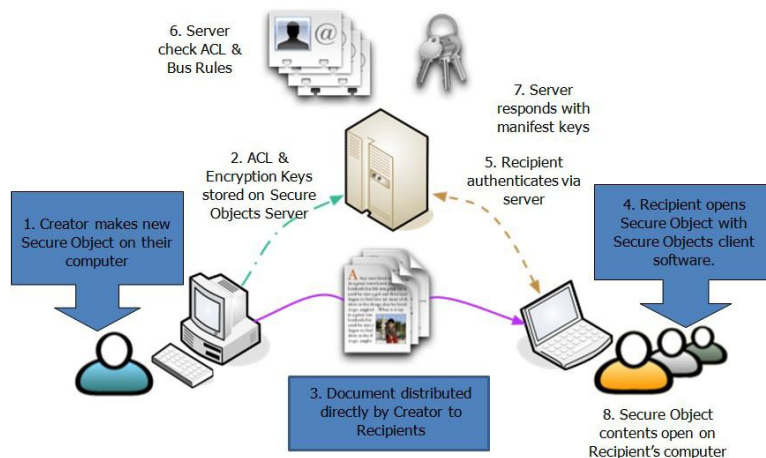 6. Server
check ACL &
Bus Rules
@
7. Server
responds with
manifest keys
2. ACL &
Encryption Keys
stored on Secure
Objects Server
5. Recipient
authenticates via
server
1. Creator makes new
Secure Object on their
computer
4. Recipient opens
Secure Object with
Secure Objects client
software.
3. Document distributed
directly by Creator to
Recipients
8. Secure Object
contents open on
Recipient's computer